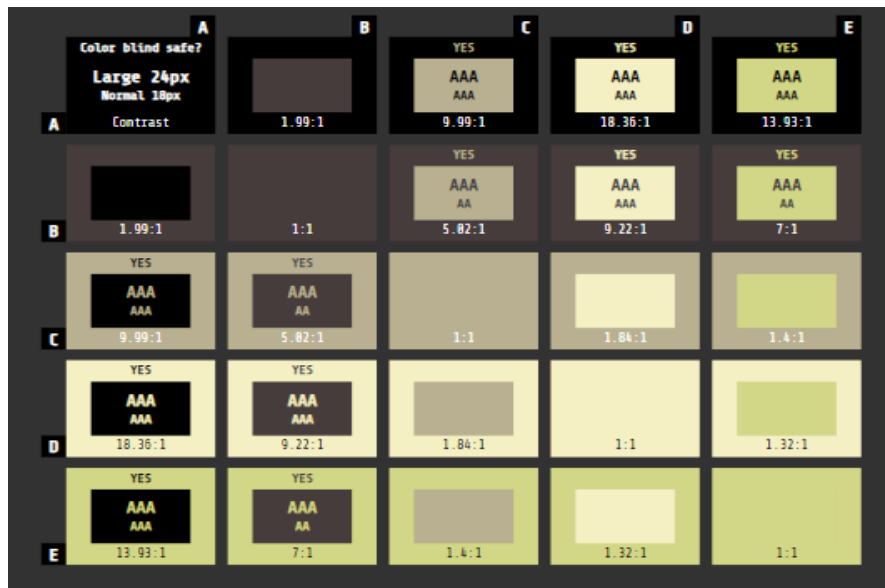 A B C D E
Color blind safe? YES YES YES
Large 24px AAA AAA AAA
Normal 18px AAA AAA AAA
A Contrast 1.99:1 9.99:1 18.36:1 13.93:1
YES YES YES
AAA AAA AAA
AA AAA AA
B 1.99:1 1:1 5.02:1 9.22:1 7:1
YES YES
AAA AAA
AAA AA
C 9.99:1 5.02:1 1:1 1.84:1 1.4:1
YES YES
AAA AAA
AAA AAA
D 18.36:1 9.22:1 1.84:1 1:1 1.32:1
YES YES
AAA AAA
AAA AA
E 13.93:1 7:1 1.4:1 1.32:1 1:1